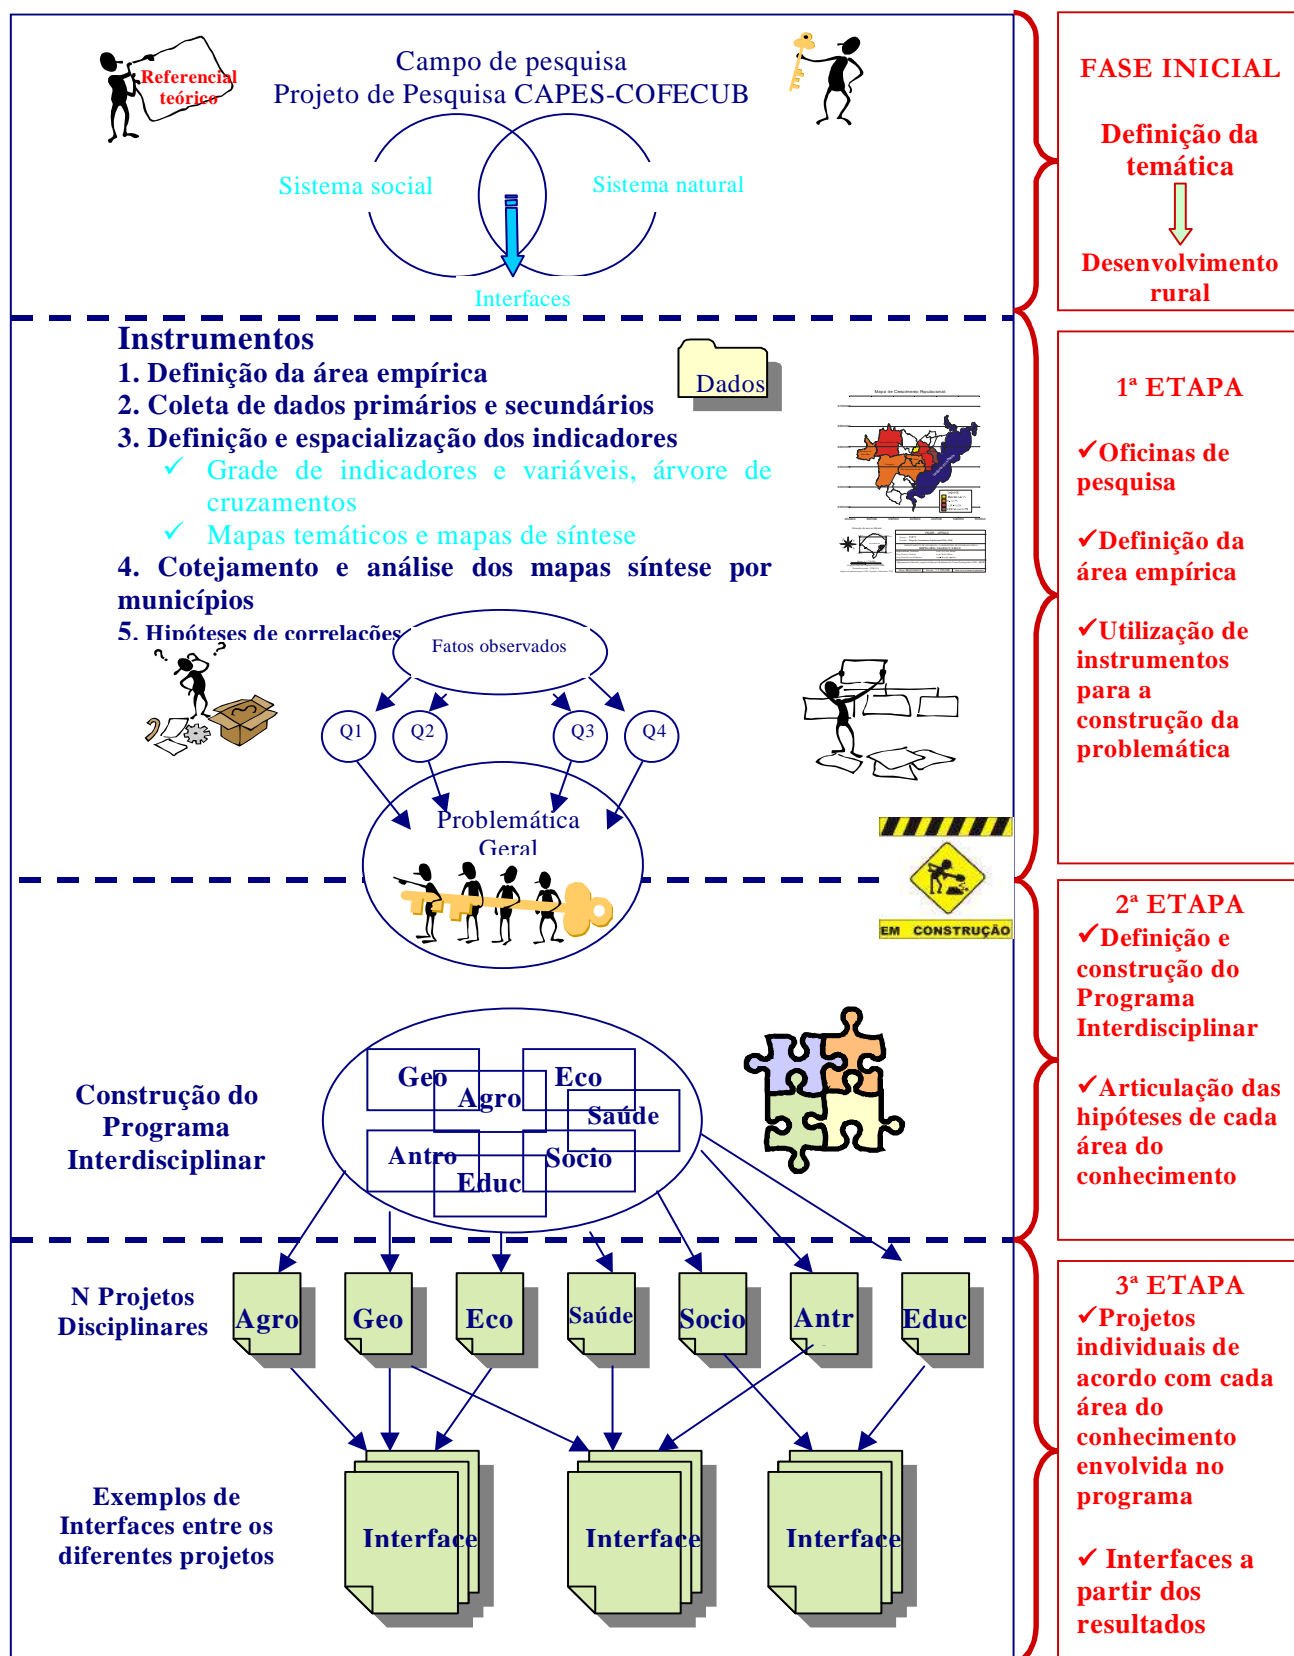 Referencial
teórico
Campo de pesquisa
Projeto de Pesquisa CAPES-COFECUB
Sistema social
Sistema natural
Interfaces
FASE INICIAL
Definição da
temática
Desenvolvimento
rural
Instrumentos
1. Definição da área empírica
2. Coleta de dados primários e secundários
3. Definição e espacialização dos indicadores
✓ Grade de indicadores e variáveis, árvore de
cruzamentos
✓ Mapas temáticos e mapas de síntese
4. Cotejamento e análise dos mapas síntese por
municípios
5. Hipóteses de correlações
Dados
Mapa de Crescimento Populacional
Fatos observados
Q1
Q2
Q3
Q4
Problemática
Geral
? ?
EM CONSTRUÇÃO
1ª ETAPA
✓Oficinas de
pesquisa
✓Definição da
área empírica
✓Utilização de
instrumentos
para a
construção da
problemática
Construção do
Programa
Interdisciplinar
Geo
Eco
Agro
Saúde
Antro
Socio
Educ
2ª ETAPA
✓Definição e
construção do
Programa
Interdisciplinar
✓Articulação das
hipóteses de cada
área do
conhecimento
N Projetos
Disciplinares
Agro
Geo
Eco
Saúde
Socio
Antr
Educ
Exemplos de
Interfaces entre os
diferentes projetos
Interface
Interface
Interface
3ª ETAPA
✓Projetos
individuais de
acordo com cada
área do
conhecimento
envolvida no
programa
✓ Interfaces a
partir dos
resultados